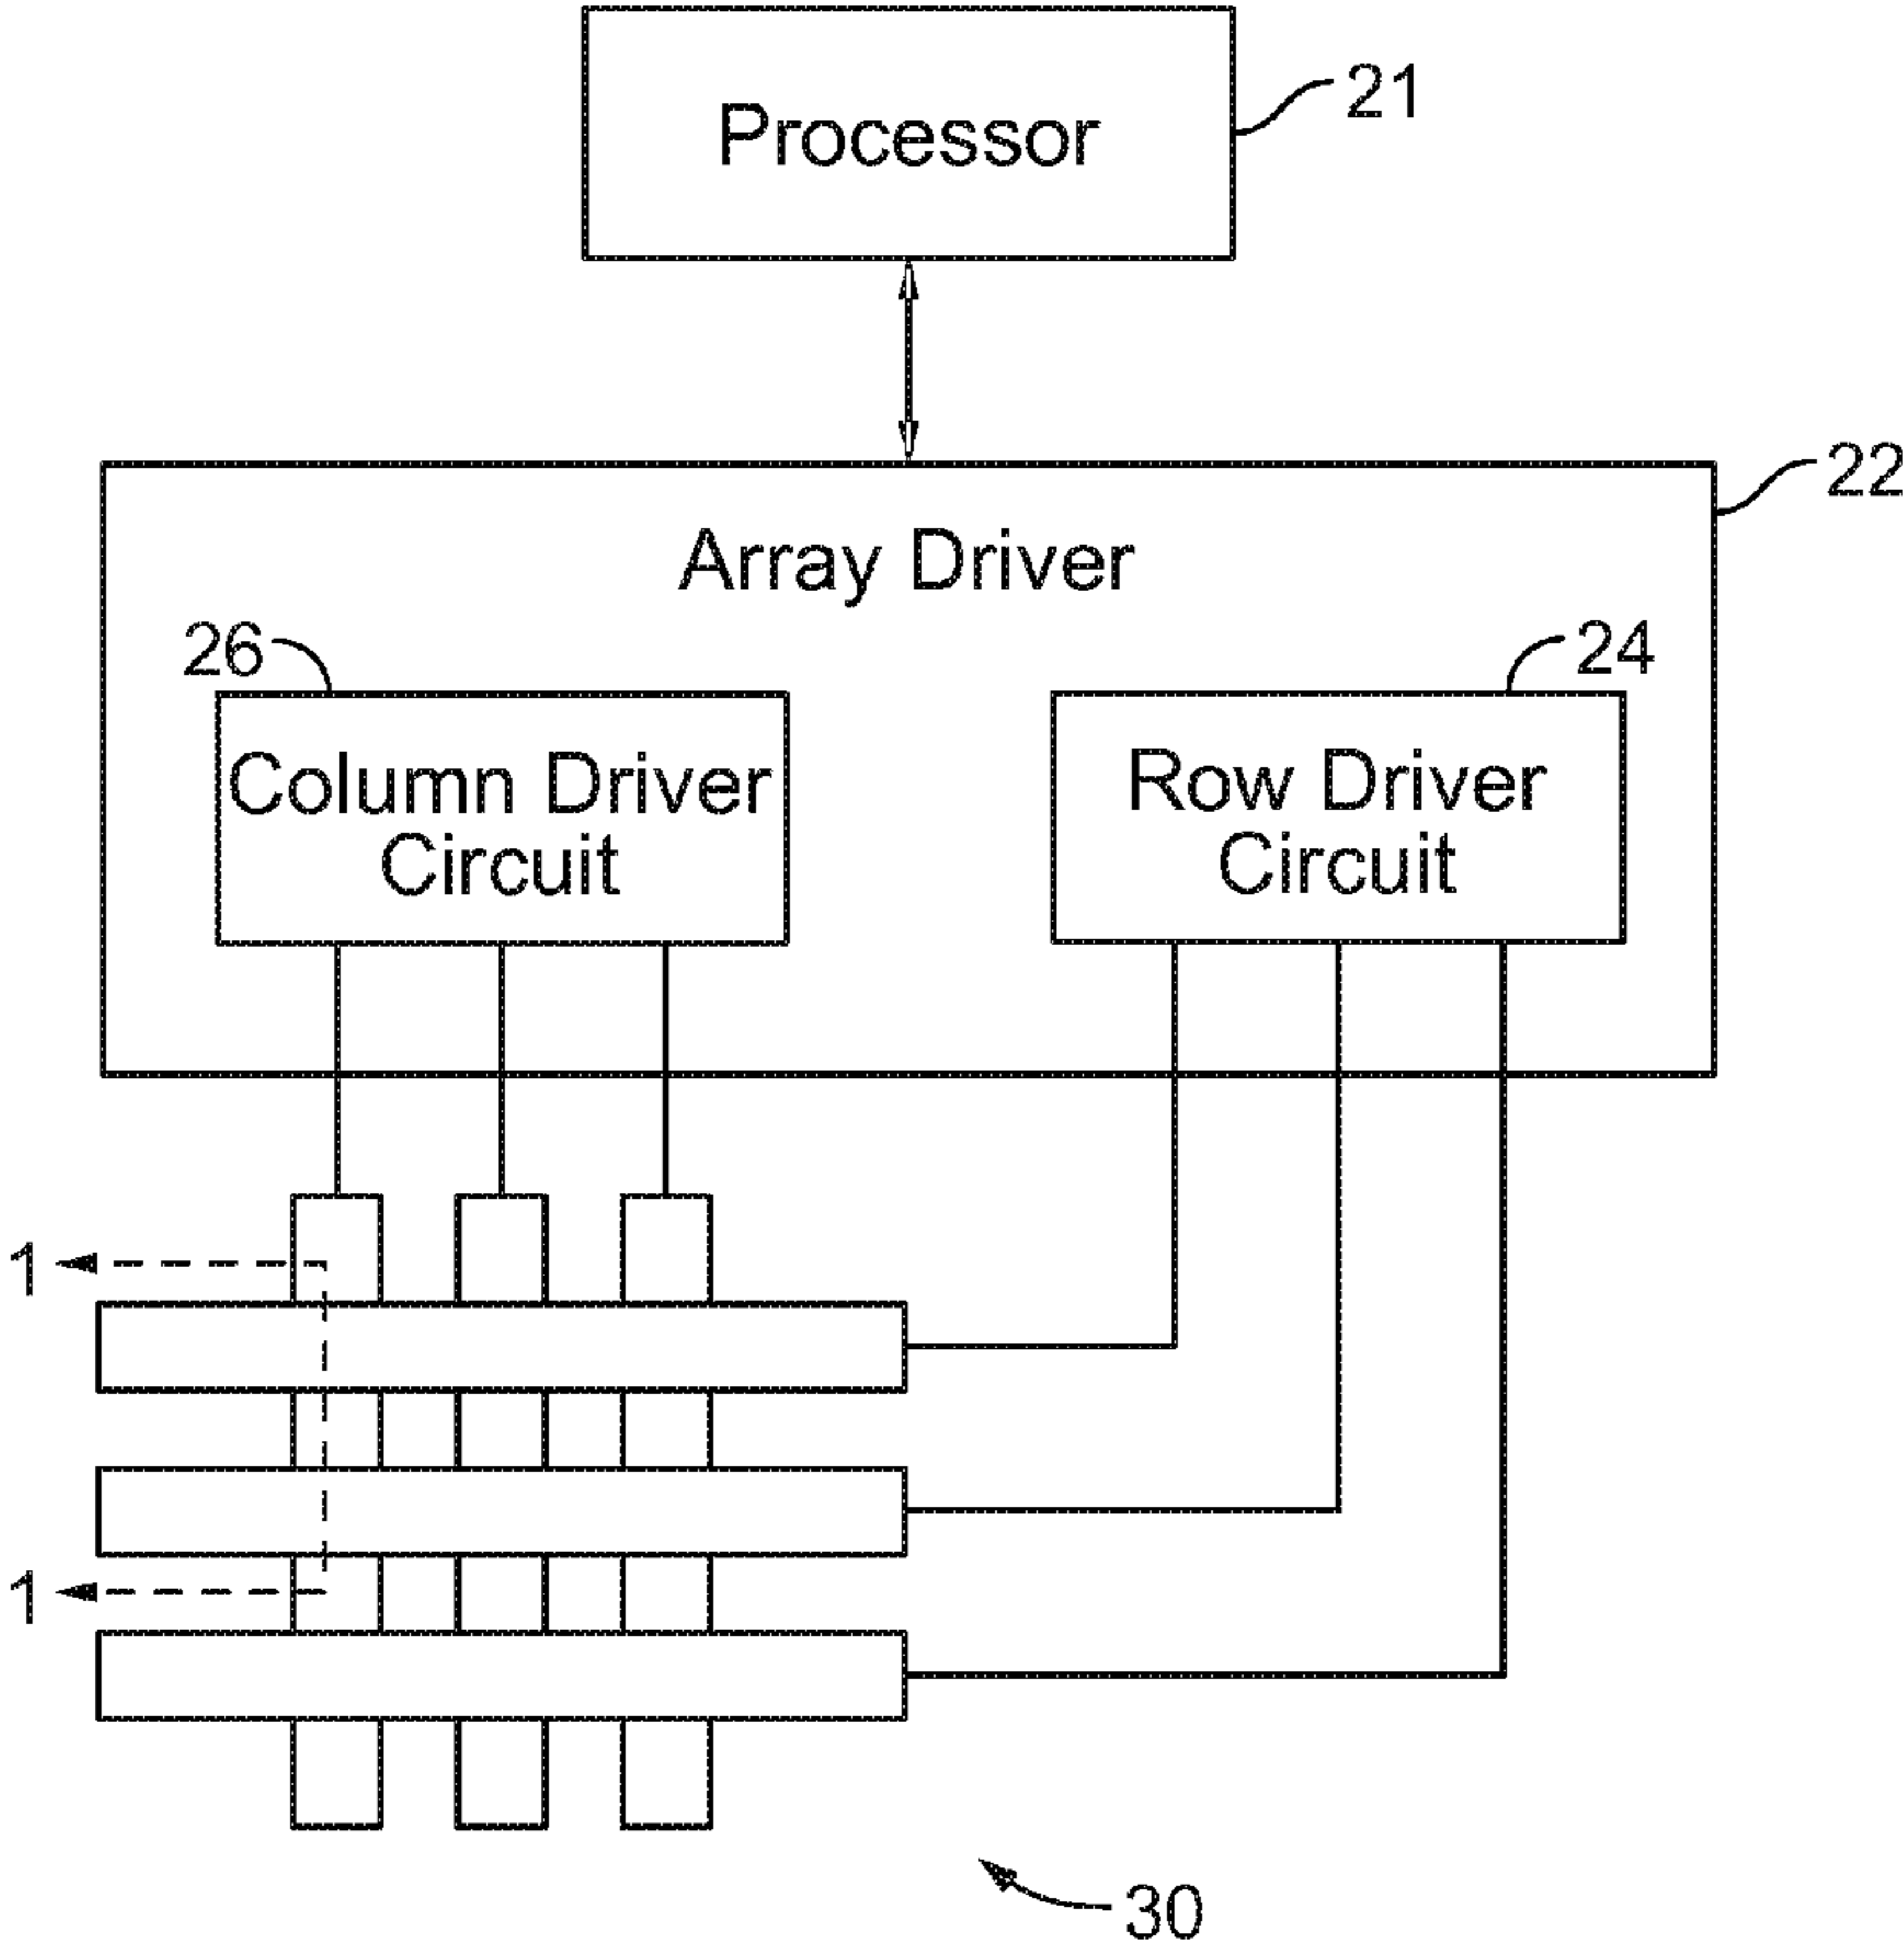 Processor
21
22
Array Driver
26
24
Column Driver
Circuit
Row Driver
Circuit
1
1
30